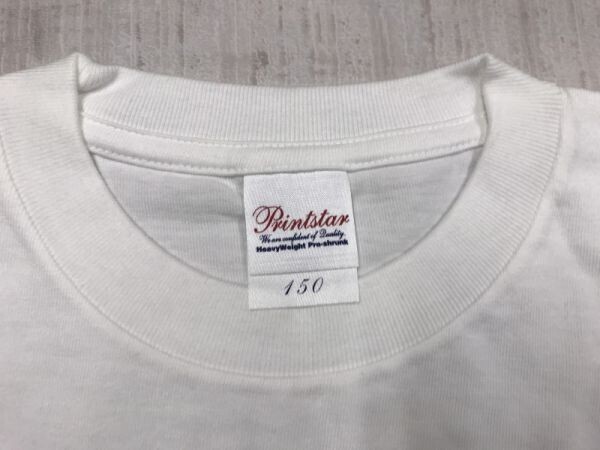 Printstar
We are confident of Quality.
HeavyWeight Pre-shrunk
150